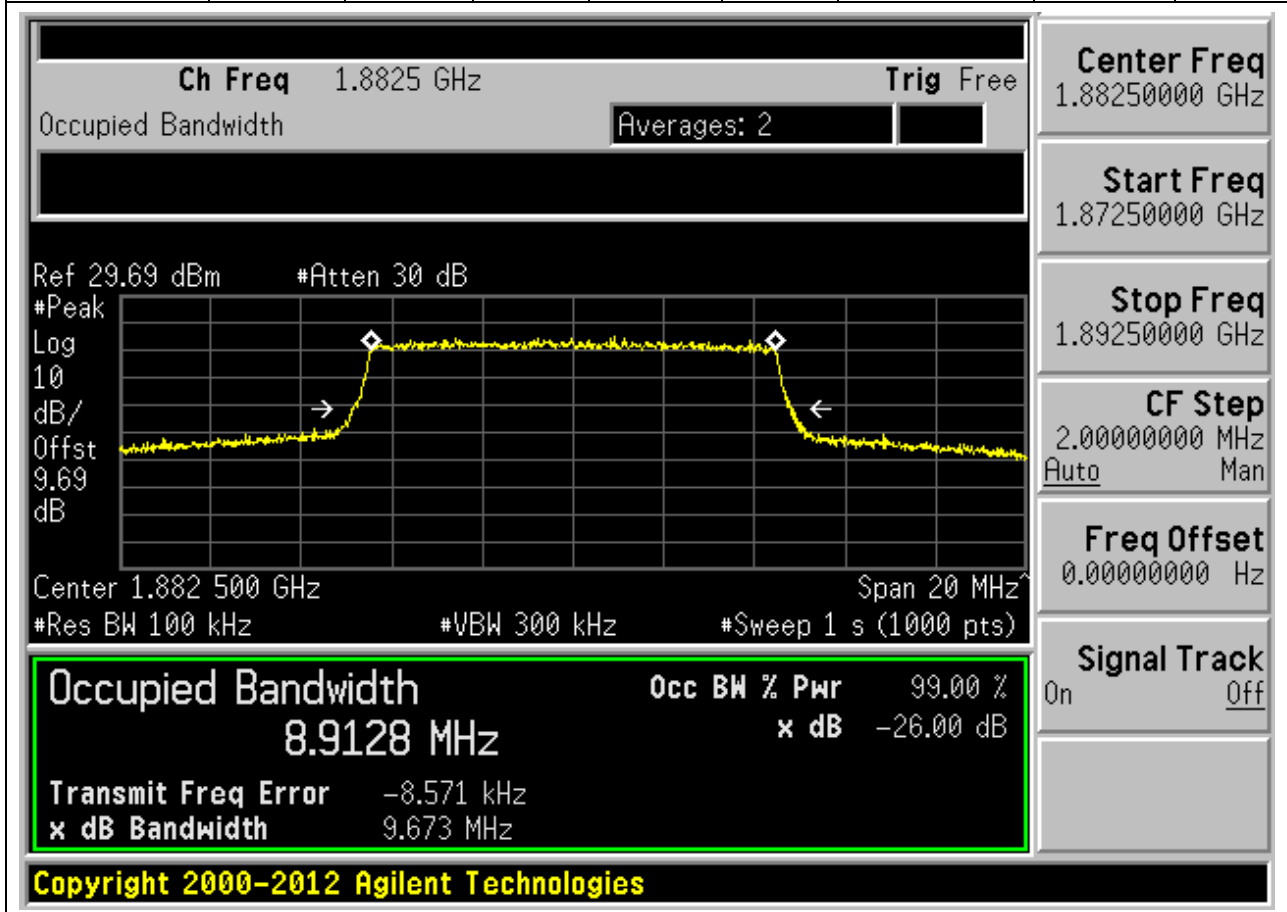 Ch Freq 1.8825 GHz Trig Free
Occupied Bandwidth Averages: 2
Ref 29.69 dBm #Atten 30 dB
#Peak
Log
10
dB/
Offst
9.69
dB
Center 1.882 500 GHz Span 20 MHz^
#Res BW 100 kHz #VBW 300 kHz #Sweep 1 s (1000 pts)
Occupied Bandwidth Occ BW % Pwr 99.00 %
8.9128 MHz x dB -26.00 dB
Transmit Freq Error -8.571 kHz
x dB Bandwidth 9.673 MHz
Copyright 2000-2012 Agilent Technologies
Center Freq
1.88250000 GHz
Start Freq
1.87250000 GHz
Stop Freq
1.89250000 GHz
CF Step
2.00000000 MHz
Auto Man
Freq Offset
0.00000000 Hz
Signal Track
On Off